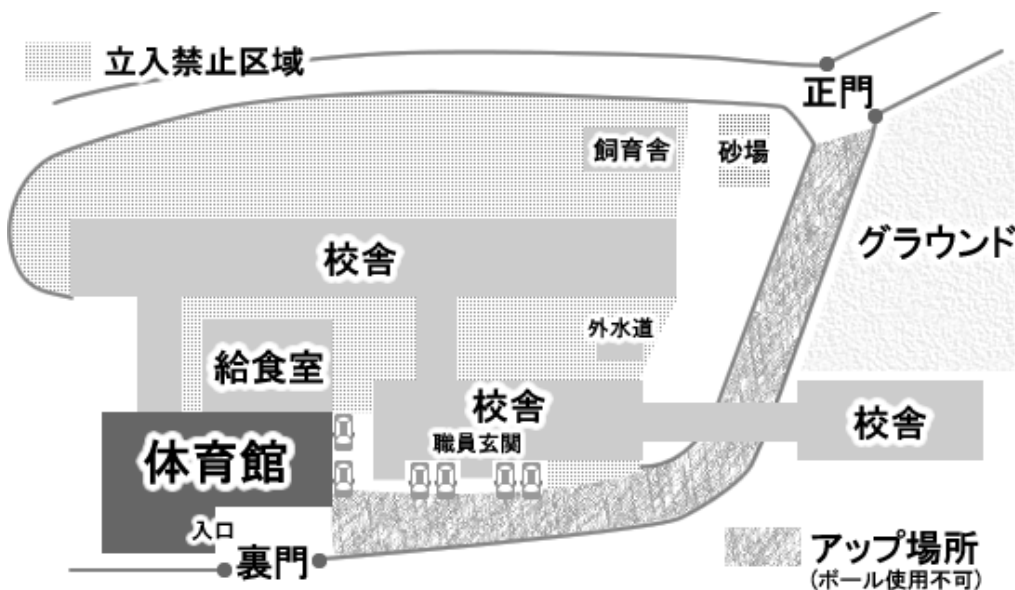 立入禁止区域
正門
飼育舎
砂場
校舎
グラウンド
外水道
給食室
校舎
校舎
職員玄関
体育館
入口
裏門
アップ場所
(ボール使用不可)